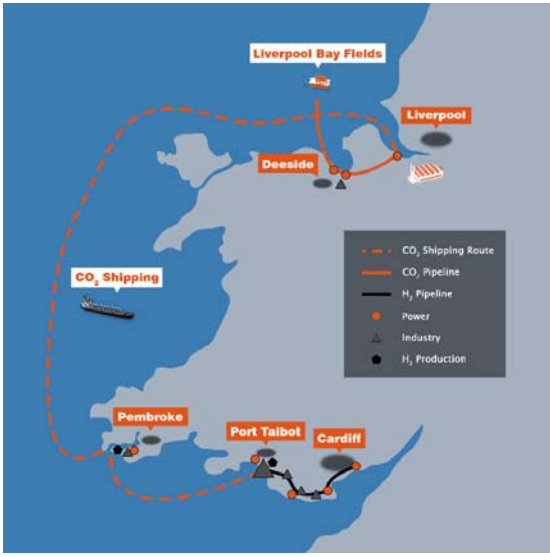 Liverpool Bay Fields
Liverpool
Deeside
CO₂ Shipping Route
CO₂ Pipeline
H₂ Pipeline
Power
Industry
H₂ Production
CO₂ Shipping
Pembroke
Port Talbot
Cardiff